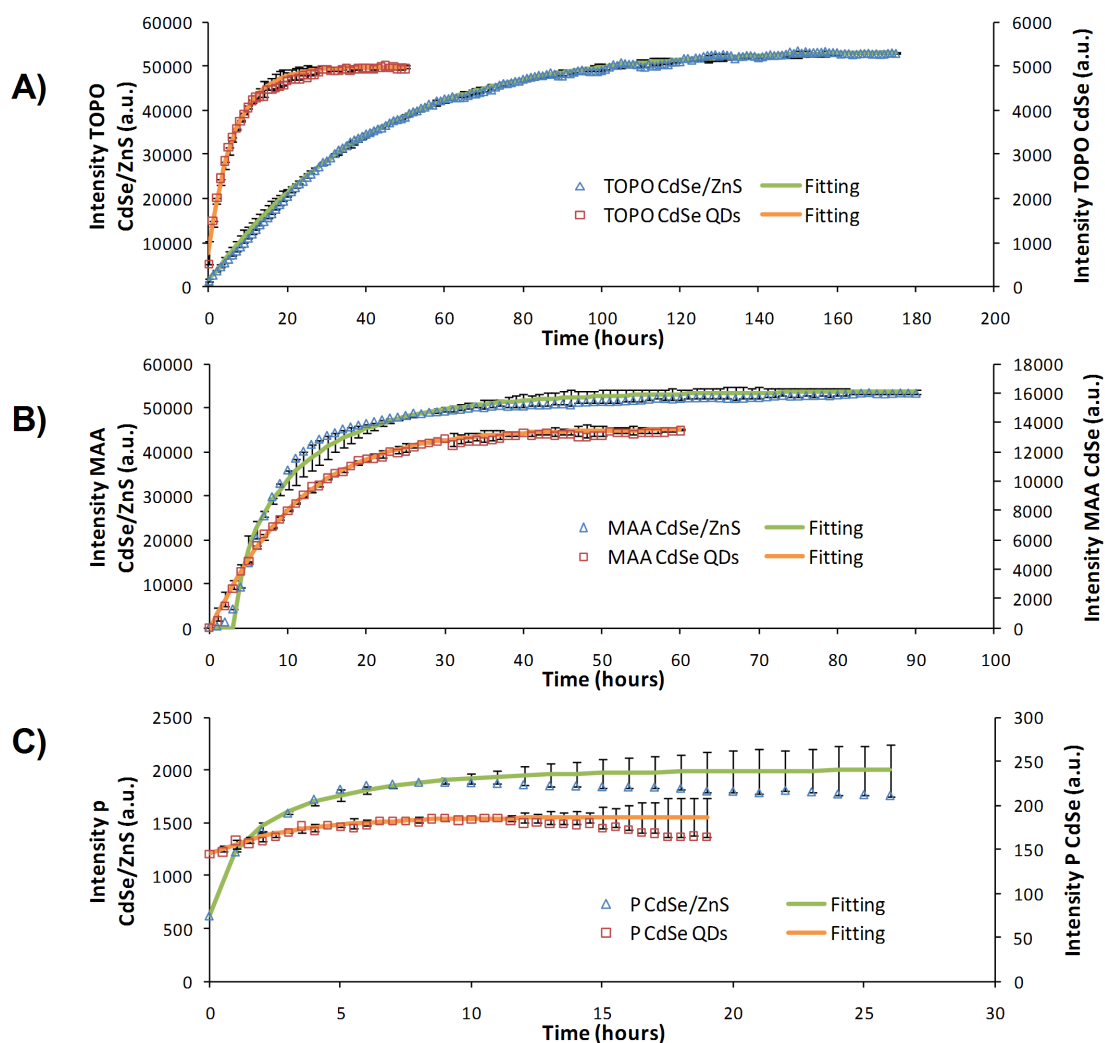 A)
Intensity TOPO
CdSe/ZnS (a.u.)
60000
50000
40000
30000
20000
10000
0
TOPO CdSe/ZnS
Fitting
TOPO CdSe QDs
Fitting
6000
5000
4000
3000
2000
1000
0
Intensity TOPO CdSe (a.u.)
0 20 40 60 80 100 120 140 160 180 200
Time (hours)
B)
Intensity MAA
CdSe/ZnS (a.u.)
60000
50000
40000
30000
20000
10000
0
MAA CdSe/ZnS
Fitting
MAA CdSe QDs
Fitting
18000
16000
14000
12000
10000
8000
6000
4000
2000
0
Intensity MAA CdSe (a.u.)
0 10 20 30 40 50 60 70 80 90 100
Time (hours)
C)
Intensity p
CdSe/ZnS (a.u.)
2500
2000
1500
1000
500
0
P CdSe/ZnS
Fitting
P CdSe QDs
Fitting
300
250
200
150
100
50
0
Intensity P CdSe (a.u.)
0 5 10 15 20 25 30
Time (hours)